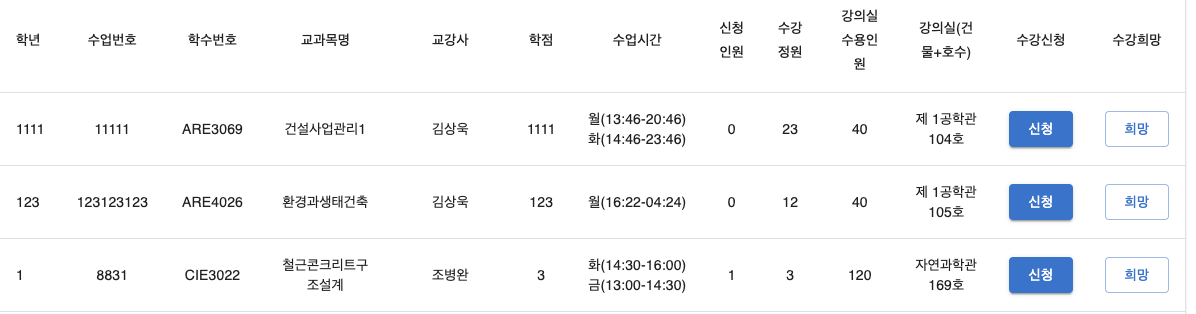 학년 수업번호 학수번호 교과목명 교강사 학점 수업시간 신청 인원 수강 정원 강의실 수용인원 강의실(건물+호수) 수강신청 수강희망
1111 11111 ARE3069 건설사업관리1 김상욱 1111 월(13:46-20:46) 화(14:46-23:46) 0 23 40 제 1공학관 104호 신청 희망
123 123123123 ARE4026 환경과생태건축 김상욱 123 월(16:22-04:24) 0 12 40 제 1공학관 105호 신청 희망
1 8831 CIE3022 철근콘크리트구조설계 조병완 3 화(14:30-16:00) 금(13:00-14:30) 1 3 120 자연과학관 169호 신청 희망